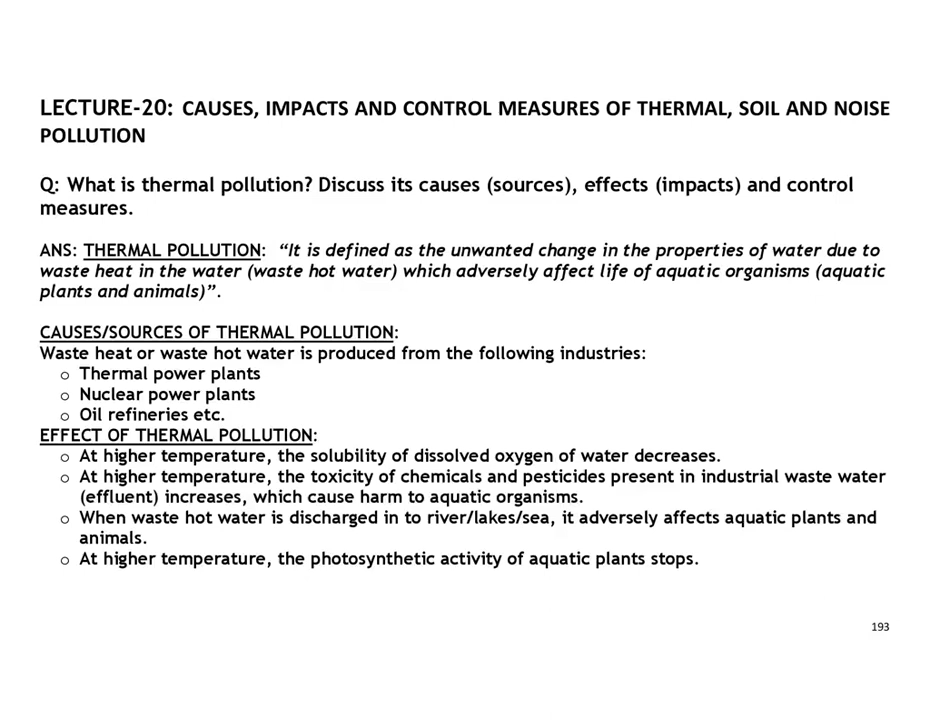 LECTURE-20: CAUSES, IMPACTS AND CONTROL MEASURES OF THERMAL, SOIL AND NOISE
POLLUTION
Q: What is thermal pollution? Discuss its causes (sources), effects (impacts) and control
measures.
ANS: THERMAL POLLUTION: “It is defined as the unwanted change in the properties of water due to
waste heat in the water (waste hot water) which adversely affect life of aquatic organisms (aquatic
plants and animals)”.
CAUSES/SOURCES OF THERMAL POLLUTION:
Waste heat or waste hot water is produced from the following industries:
o Thermal power plants
o Nuclear power plants
o Oil refineries etc.
EFFECT OF THERMAL POLLUTION:
o At higher temperature, the solubility of dissolved oxygen of water decreases.
o At higher temperature, the toxicity of chemicals and pesticides present in industrial waste water
(effluent) increases, which cause harm to aquatic organisms.
o When waste hot water is discharged in to river/lakes/sea, it adversely affects aquatic plants and
animals.
o At higher temperature, the photosynthetic activity of aquatic plants stops.
193